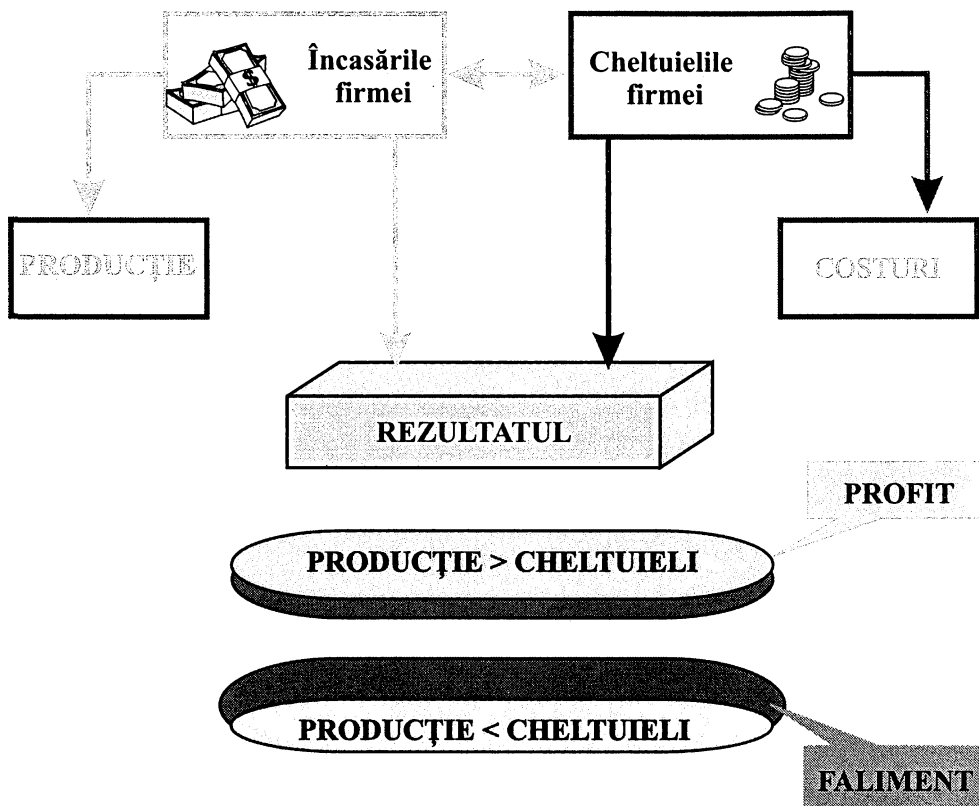 Încasările
firmei
Cheltuielile
firmei
$
PRODUCȚIE
COSTURI
REZULTATUL
PROFIT
PRODUCȚIE > CHELTUIELI
PRODUCȚIE < CHELTUIELI
FALIMENT